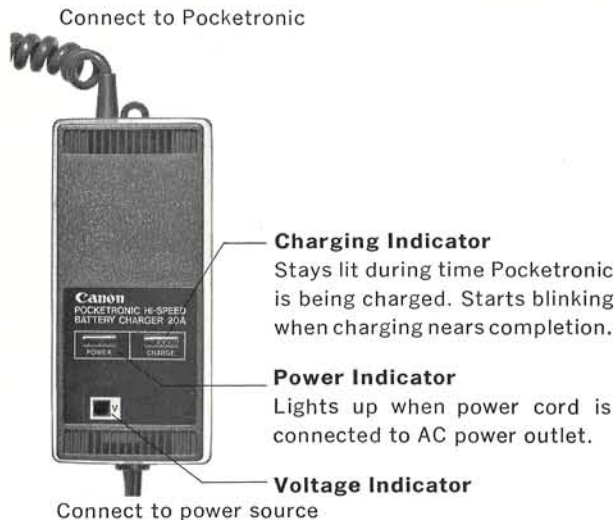 Connect to Pocketronic
Canon
POCKETRONIC HI-SPEED
BATTERY CHARGER 20A
POWER CHARGE
V
Charging Indicator
Stays lit during time Pocketronic
is being charged. Starts blinking
when charging nears completion.
Power Indicator
Lights up when power cord is
connected to AC power outlet.
Voltage Indicator
Connect to power source